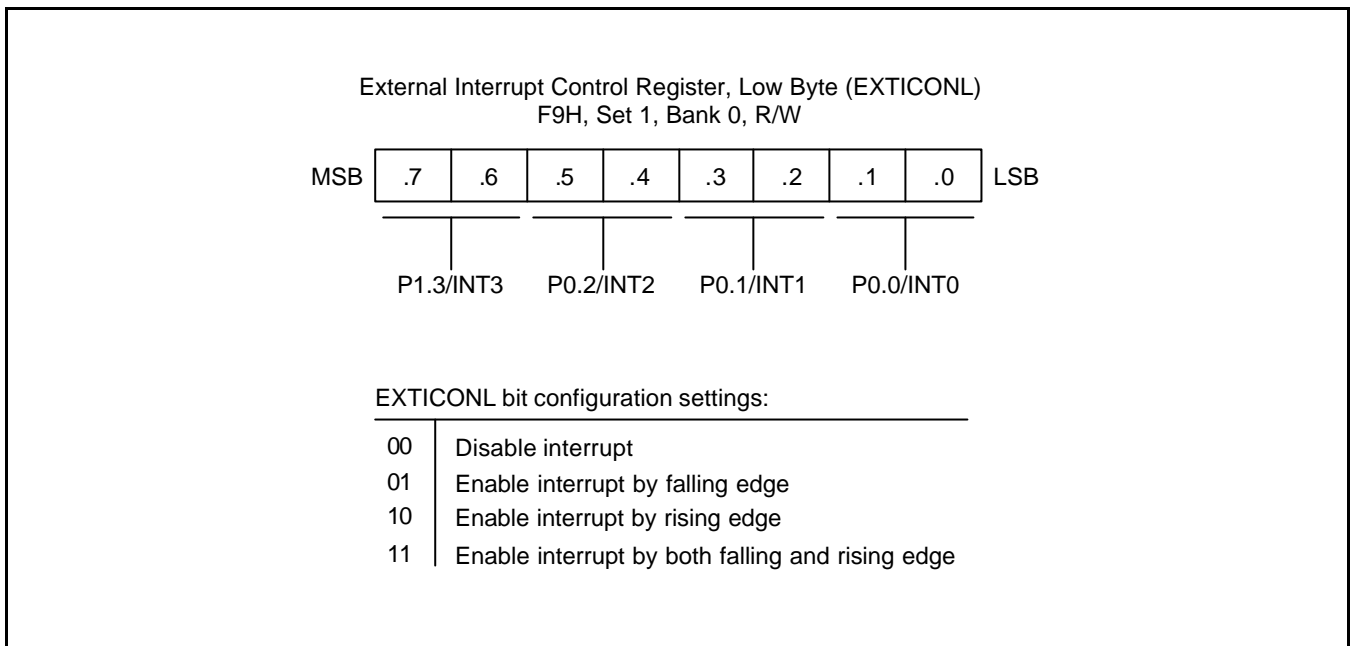 External Interrupt Control Register, Low Byte (EXTICONL)
F9H, Set 1, Bank 0, R/W
MSB .7 .6 .5 .4 .3 .2 .1 .0 LSB
P1.3/INT3 P0.2/INT2 P0.1/INT1 P0.0/INT0
EXTICONL bit configuration settings:
00 Disable interrupt
01 Enable interrupt by falling edge
10 Enable interrupt by rising edge
11 Enable interrupt by both falling and rising edge